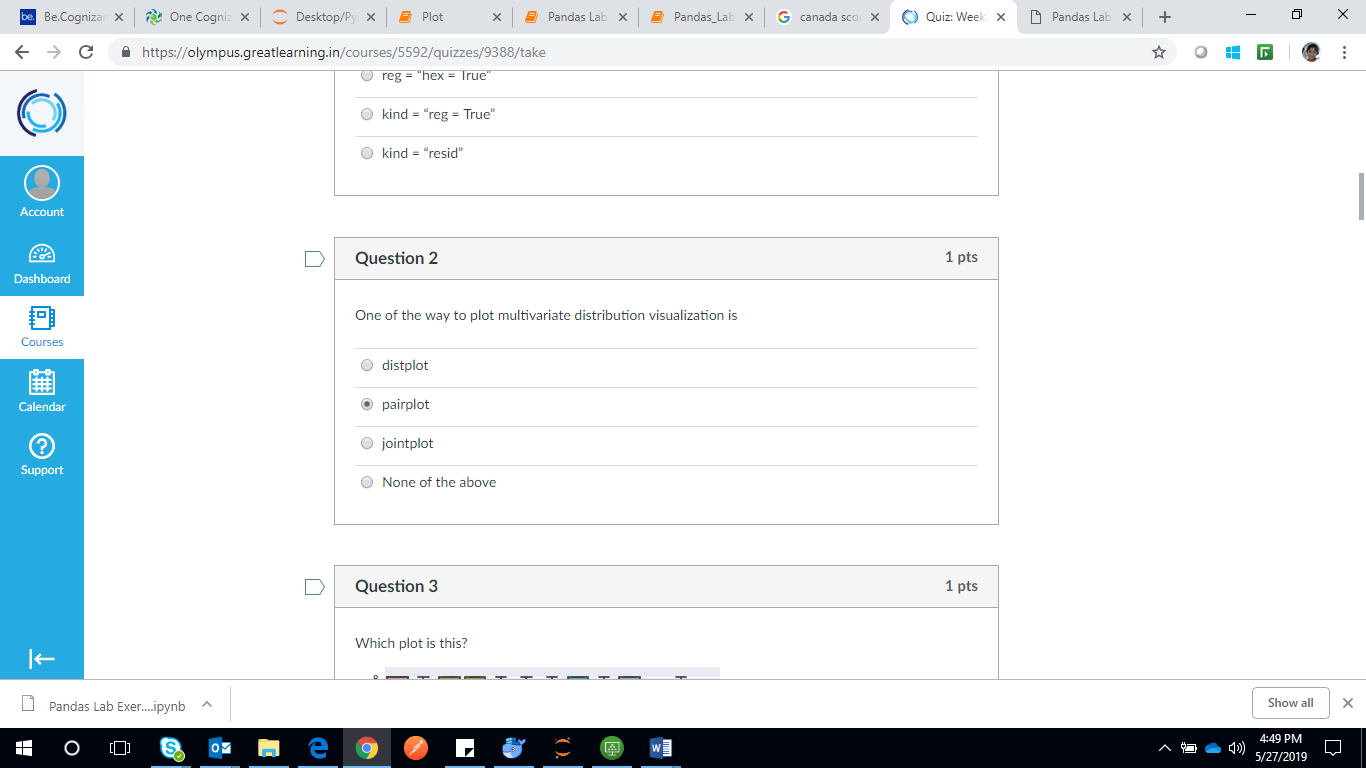 be. Be.Cogniza
One Cogniz
Desktop/Py
Plot
Pandas Lab
Pandas_Lab
canada scor
Quiz: Week
Pandas Lab
https://olympus.greatlearning.in/courses/5592/quizzes/9388/take
reg = "hex = True"
kind = “reg = True”
kind = “resid”
Account
Dashboard
Courses
Calendar
Support
Question 2 1 pts
One of the way to plot multivariate distribution visualization is
distplot
pairplot
jointplot
None of the above
Question 3 1 pts
Which plot is this?
Pandas Lab Exer....ipynb
Show all
4:49 PM
5/27/2019